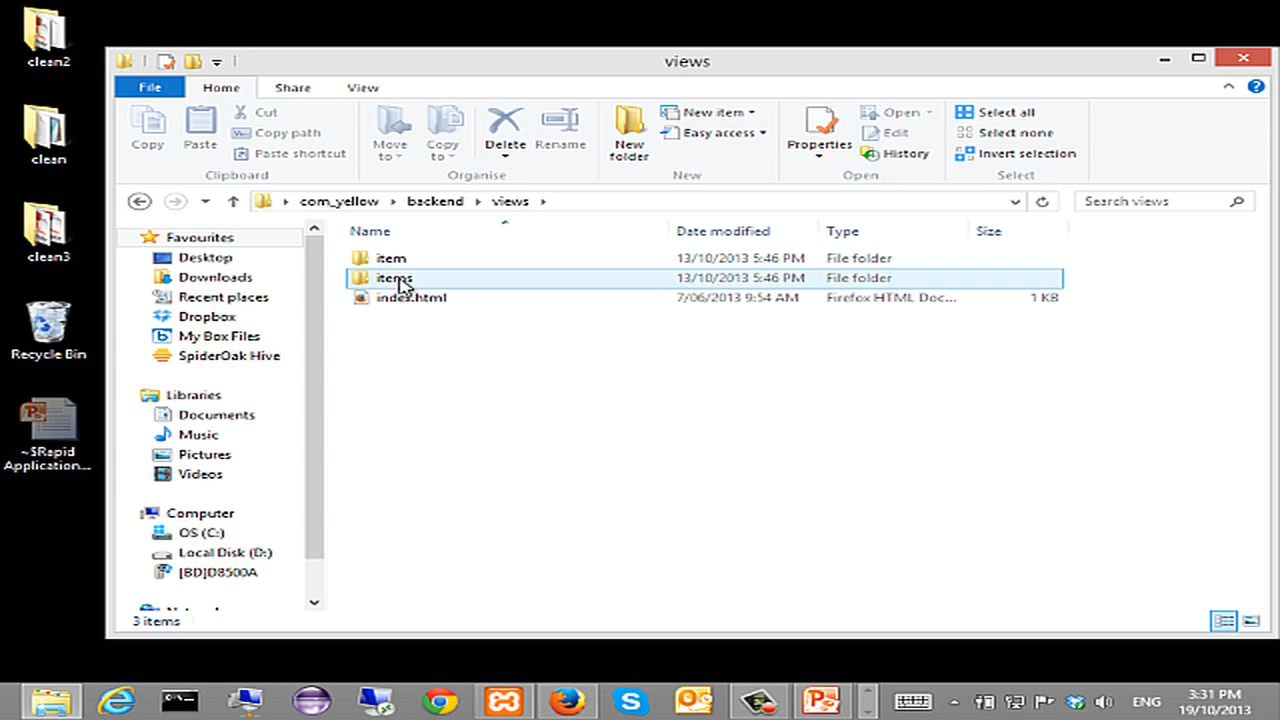 clean2
clean
clean3
Recycle Bin
~$Rapid
Application...
views
File Home Share View
Copy
Paste
Cut
Copy path
Paste shortcut
Clipboard
Move
to
Copy
to
Delete
Rename
Organise
New
folder
New item
Easy access
New
Properties
Open
Edit
History
Open
Select all
Select none
Invert selection
Select
com_yellow backend views
Search views
Name Date modified Type Size
item 13/10/2013 5:46 PM File folder
items 13/10/2013 5:46 PM File folder
index.html 7/06/2013 9:54 AM Firefox HTML Doc... 1 KB
Favourites
Desktop
Downloads
Recent places
Dropbox
My Box Files
SpiderOak Hive
Libraries
Documents
Music
Pictures
Videos
Computer
OS (C:)
Local Disk (D:)
[BD]D8500A
3 items
ENG
3:31 PM
19/10/2013